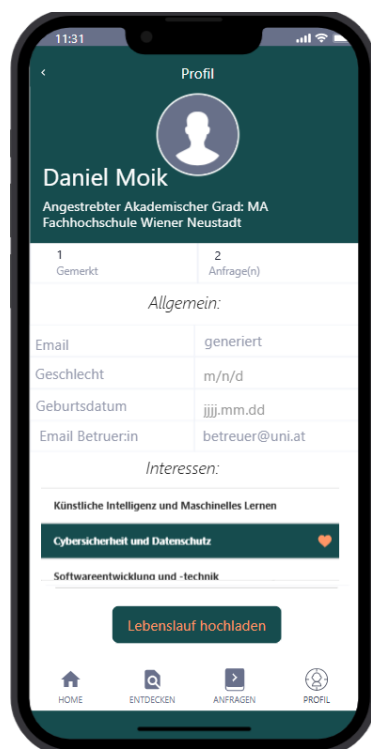 11:31
Profil
Daniel Moik
Angestrebter Akademischer Grad: MA
Fachhochschule Wiener Neustadt
1 2
Gemerkt Anfrage(n)
Allgemein:
Email generiert
Geschlecht m/n/d
Geburtsdatum jjjj.mm.dd
Email Betruer:in betreuer@uni.at
Interessen:
Künstliche Intelligenz und Maschinelles Lernen
Cybersicherheit und Datenschutz
Softwareentwicklung und -technik
Lebenslauf hochladen
HOME ENTDECKEN ANFRAGEN PROFIL